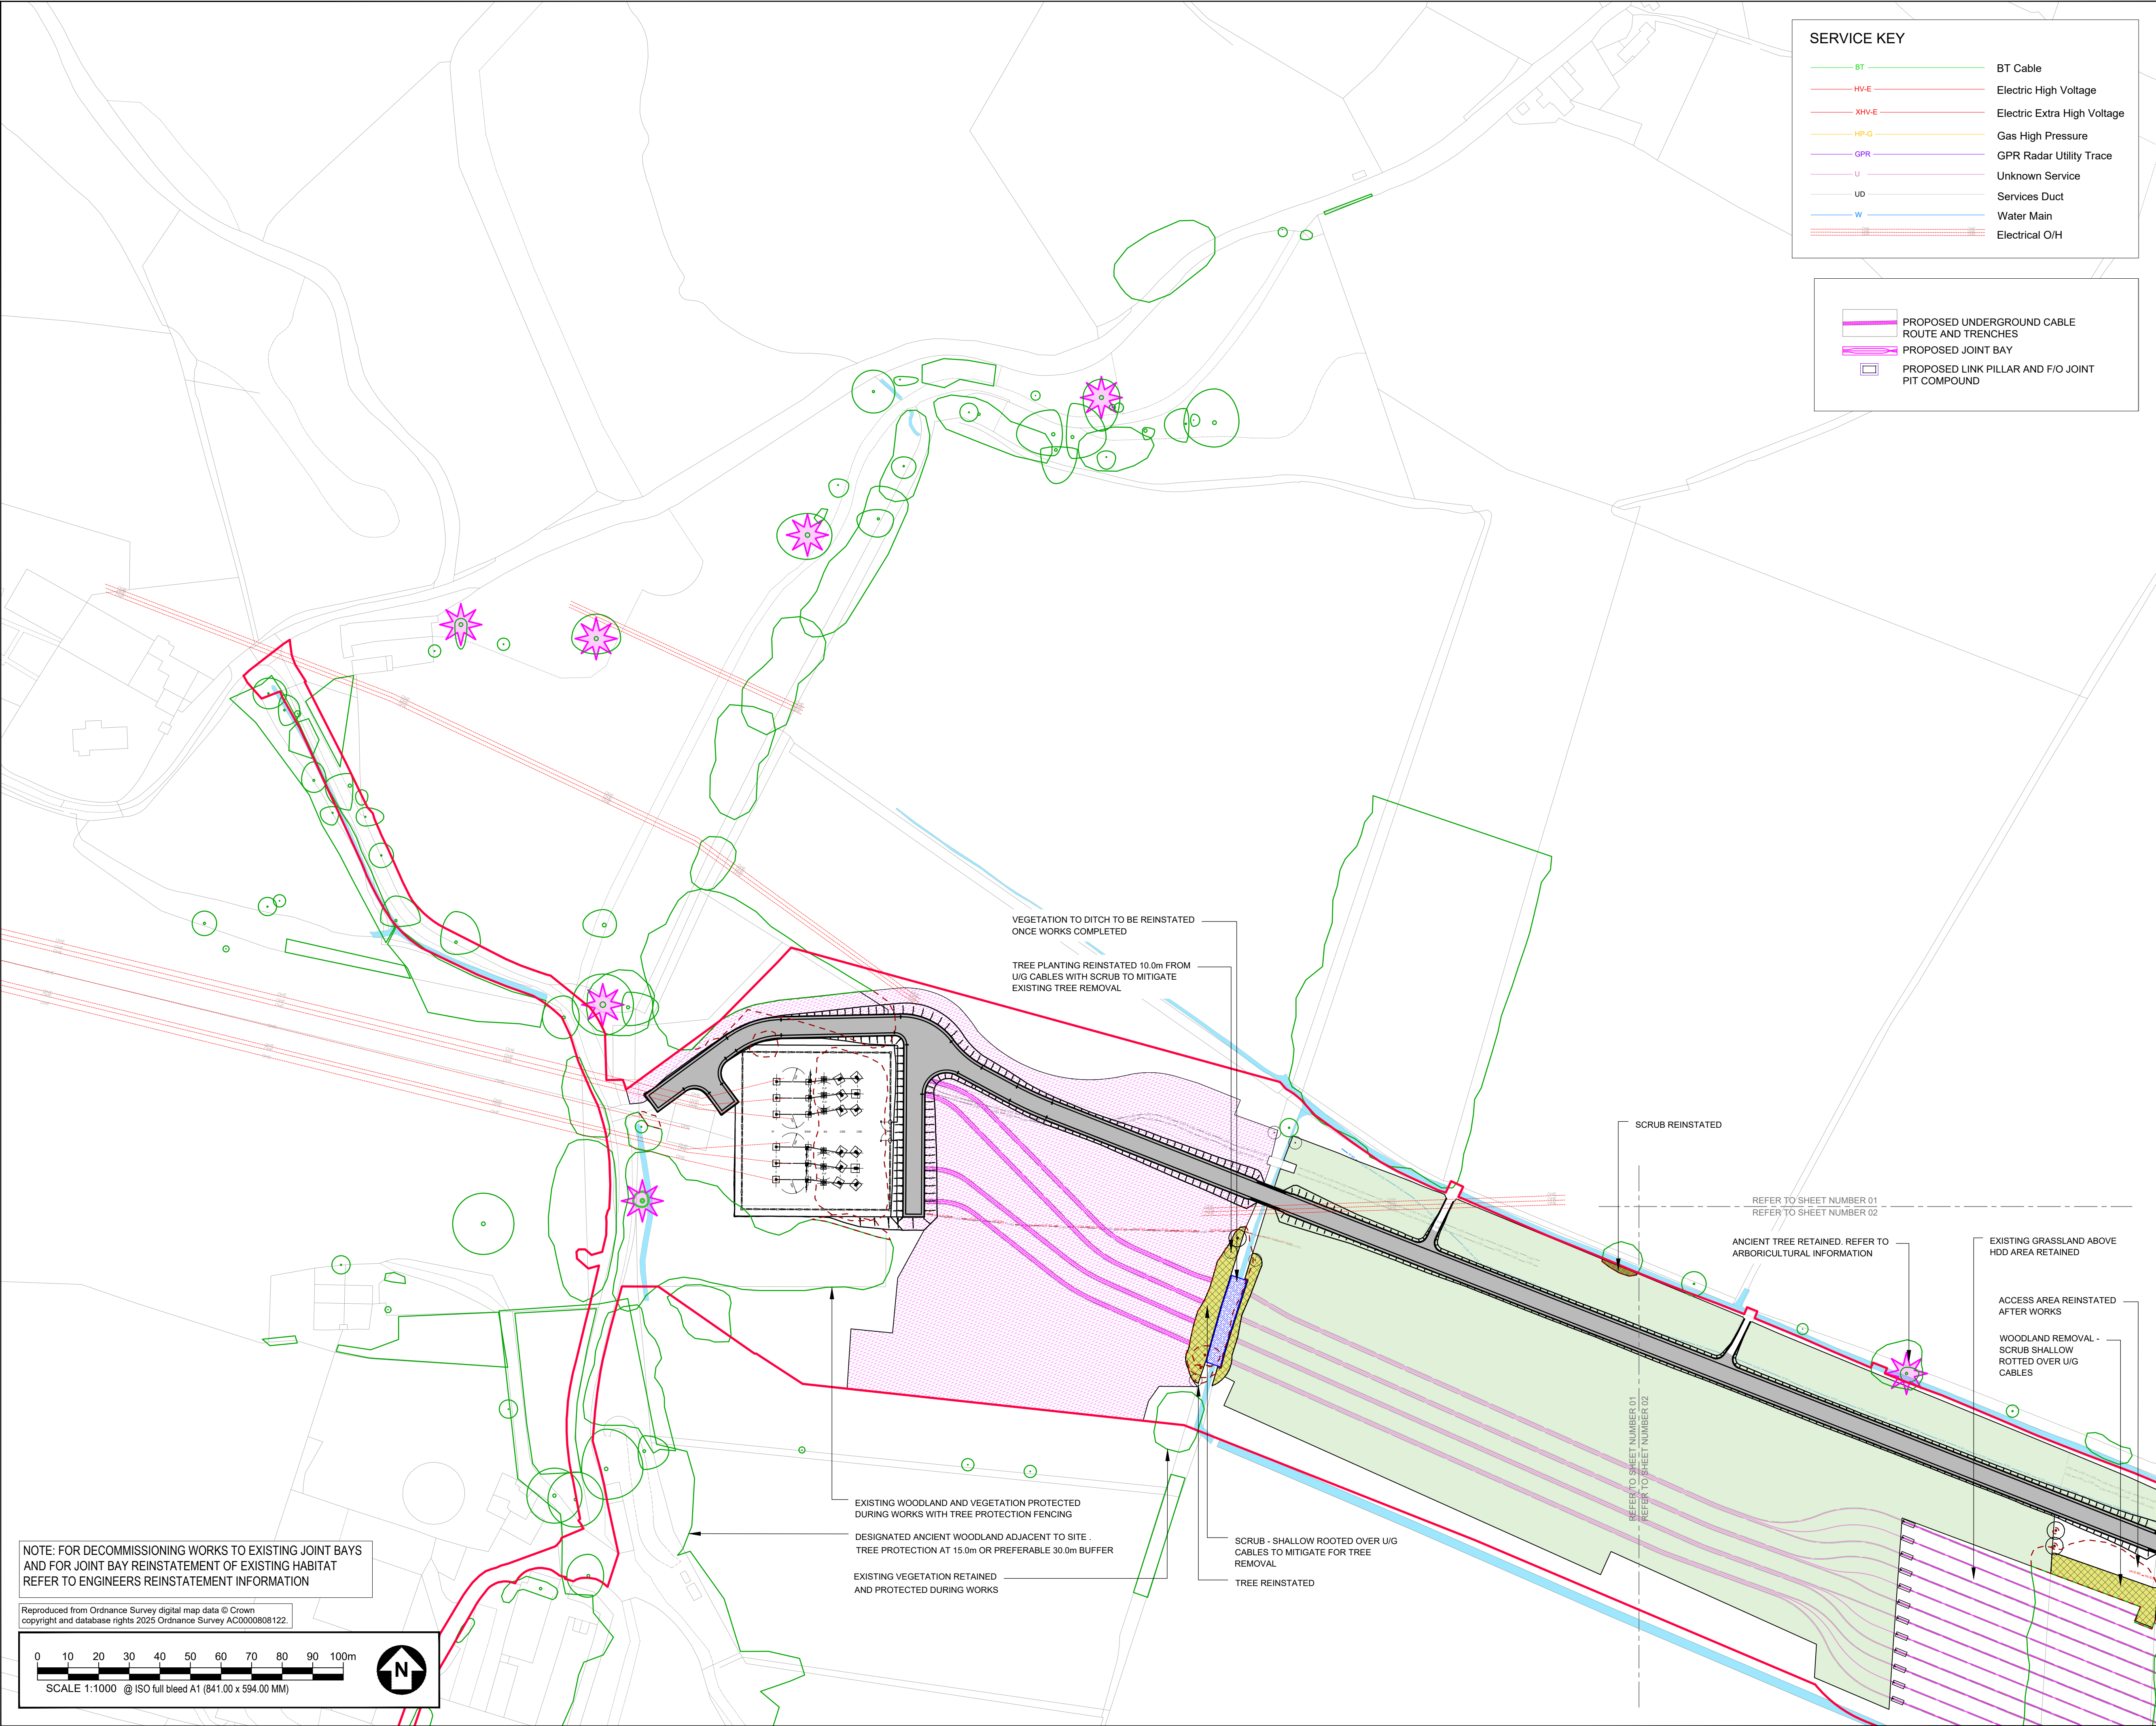 SERVICE KEY
BT
BT Cable
HV-E
Electric High Voltage
XHV-E
Electric Extra High Voltage
HP-G
Gas High Pressure
GPR
GPR Radar Utility Trace
U
Unknown Service
UD
Services Duct
W
Water Main
Electrical O/H
PROPOSED UNDERGROUND CABLE
ROUTE AND TRENCHES
PROPOSED JOINT BAY
PROPOSED LINK PILLAR AND F/O JOINT
PIT COMPOUND
VEGETATION TO DITCH TO BE REINSTATED
ONCE WORKS COMPLETED
TREE PLANTING REINSTATED 10.0m FROM
U/G CABLES WITH SCRUB TO MITIGATE
EXISTING TREE REMOVAL
SCRUB REINSTATED
REFER TO SHEET NUMBER 01
REFER TO SHEET NUMBER 02
ANCIENT TREE RETAINED. REFER TO
ARBORICULTURAL INFORMATION
EXISTING GRASSLAND ABOVE
HDD AREA RETAINED
ACCESS AREA REINSTATED
AFTER WORKS
WOODLAND REMOVAL -
SCRUB SHALLOW
ROTTED OVER U/G
CABLES
REFER TO SHEET NUMBER 01
REFER TO SHEET NUMBER 02
EXISTING WOODLAND AND VEGETATION PROTECTED
DURING WORKS WITH TREE PROTECTION FENCING
DESIGNATED ANCIENT WOODLAND ADJACENT TO SITE .
TREE PROTECTION AT 15.0m OR PREFERABLE 30.0m BUFFER
EXISTING VEGETATION RETAINED
AND PROTECTED DURING WORKS
SCRUB - SHALLOW ROOTED OVER U/G
CABLES TO MITIGATE FOR TREE
REMOVAL
TREE REINSTATED
NOTE: FOR DECOMMISSIONING WORKS TO EXISTING JOINT BAYS
AND FOR JOINT BAY REINSTATEMENT OF EXISTING HABITAT
REFER TO ENGINEERS REINSTATEMENT INFORMATION
Reproduced from Ordnance Survey digital map data © Crown
copyright and database rights 2025 Ordnance Survey AC0000808122.
0 10 20 30 40 50 60 70 80 90 100m
SCALE 1:1000 @ ISO full bleed A1 (841.00 x 594.00 MM)
N